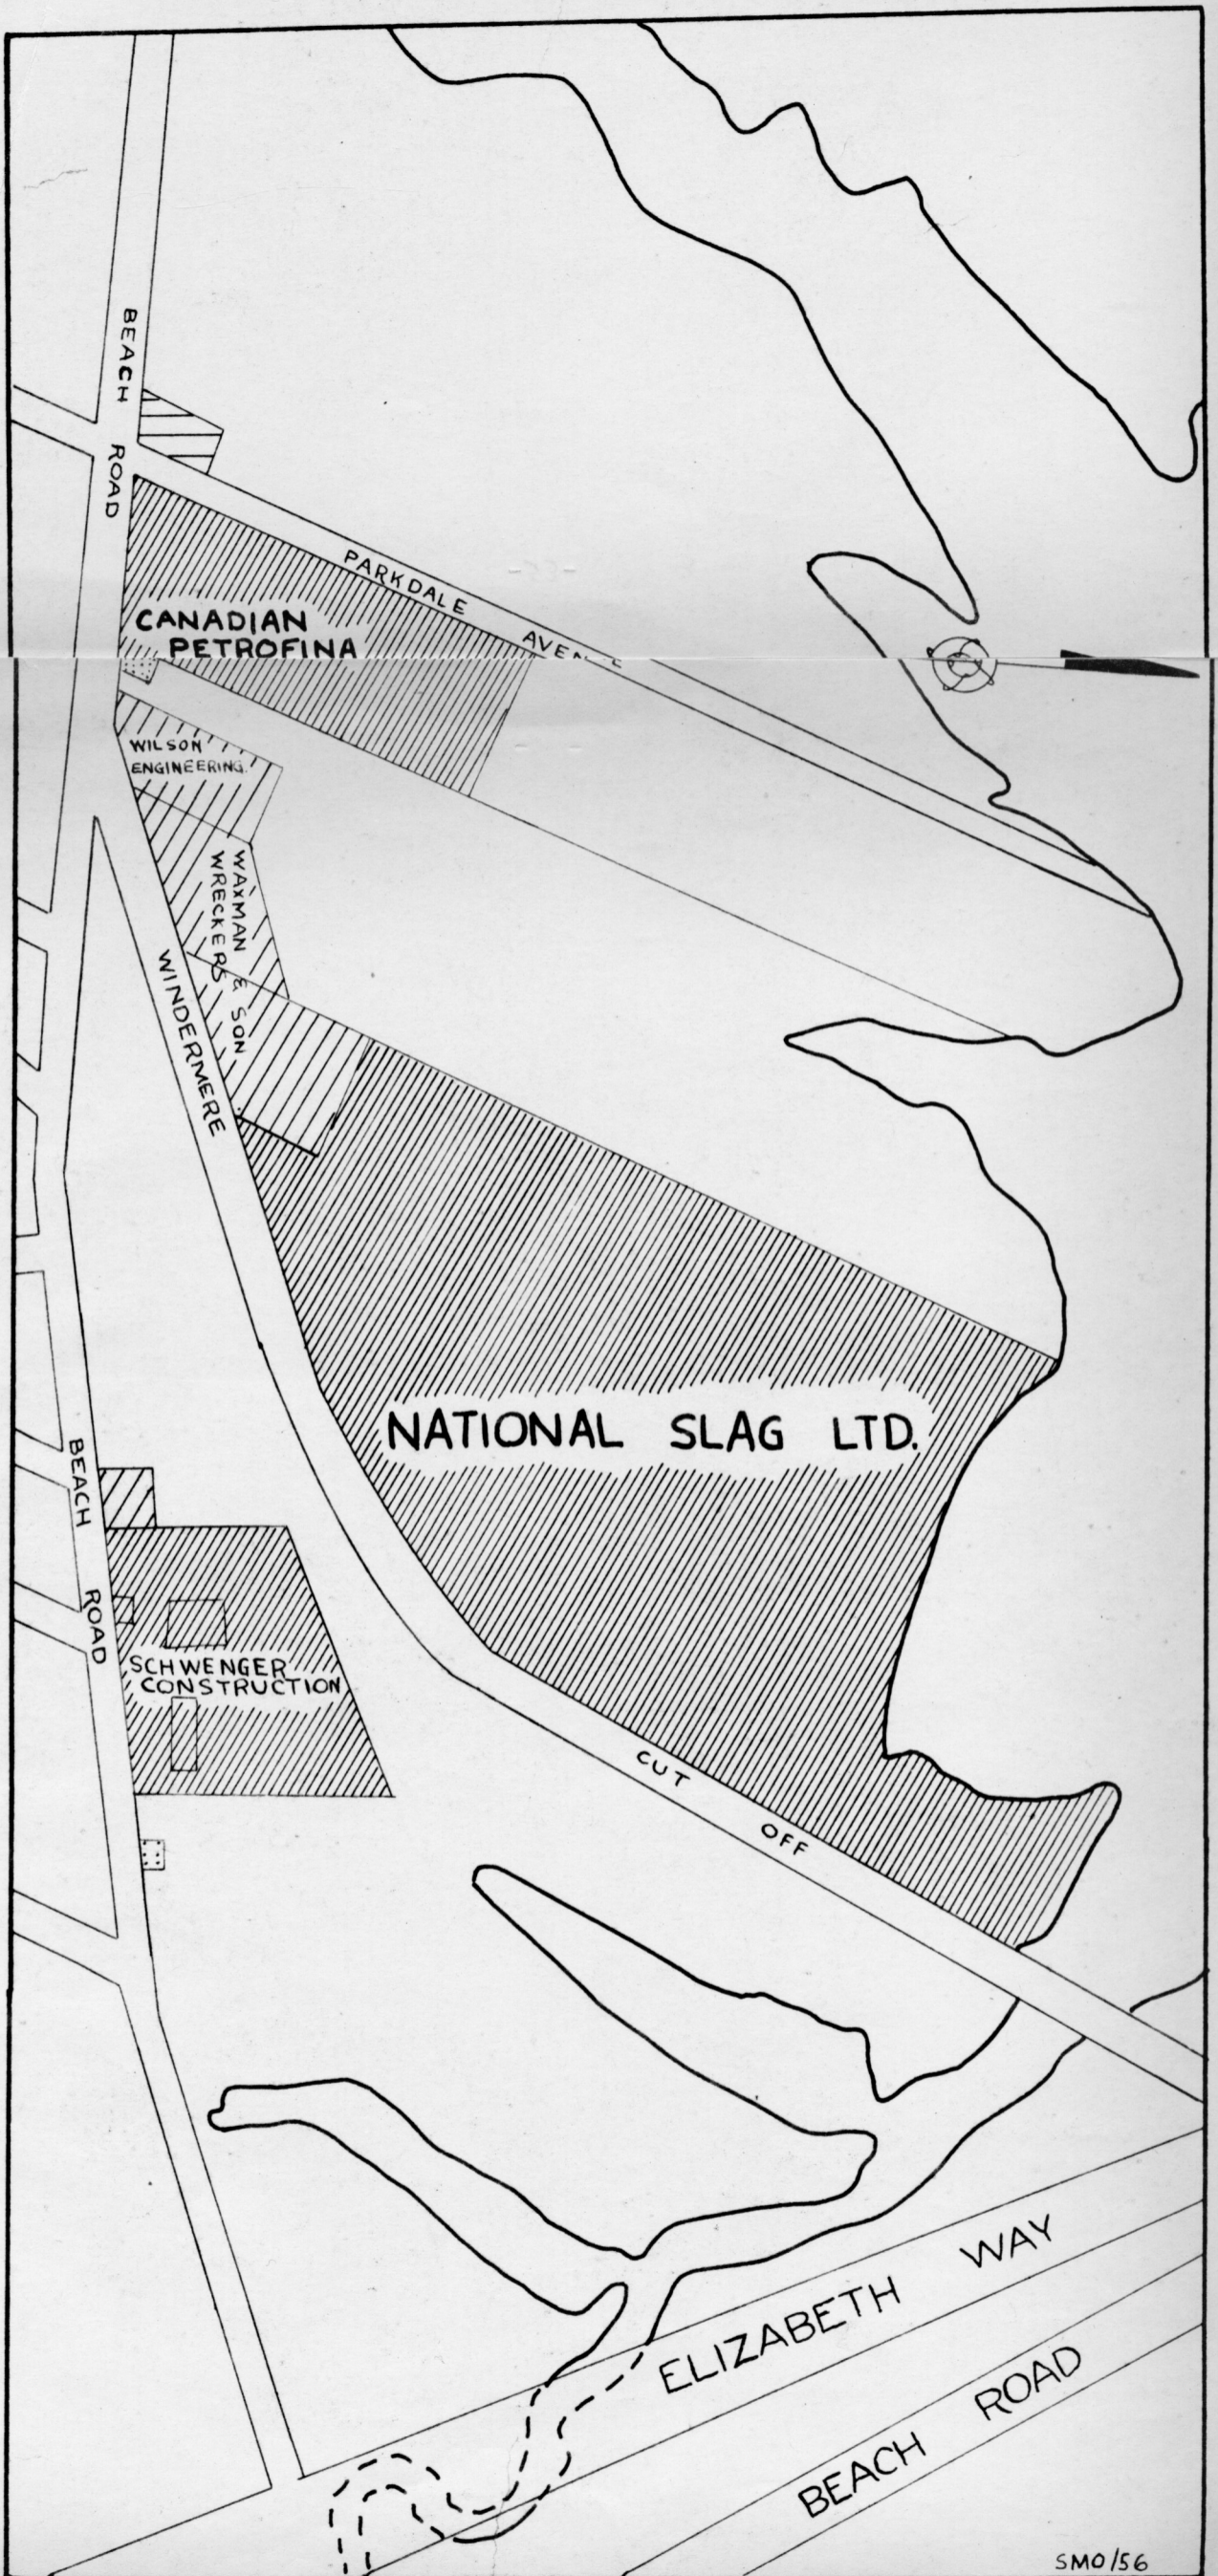 BEACH ROAD
PARKDALE
CANADIAN
PETROFINA
WILSON
ENGINEERING.
WAXMAN & SON
WRECKERS
WINDERMERE
NATIONAL SLAG LTD.
BEACH ROAD
SCHWENGER
CONSTRUCTION
CUT OFF
ELIZABETH WAY
BEACH ROAD
SMO/56